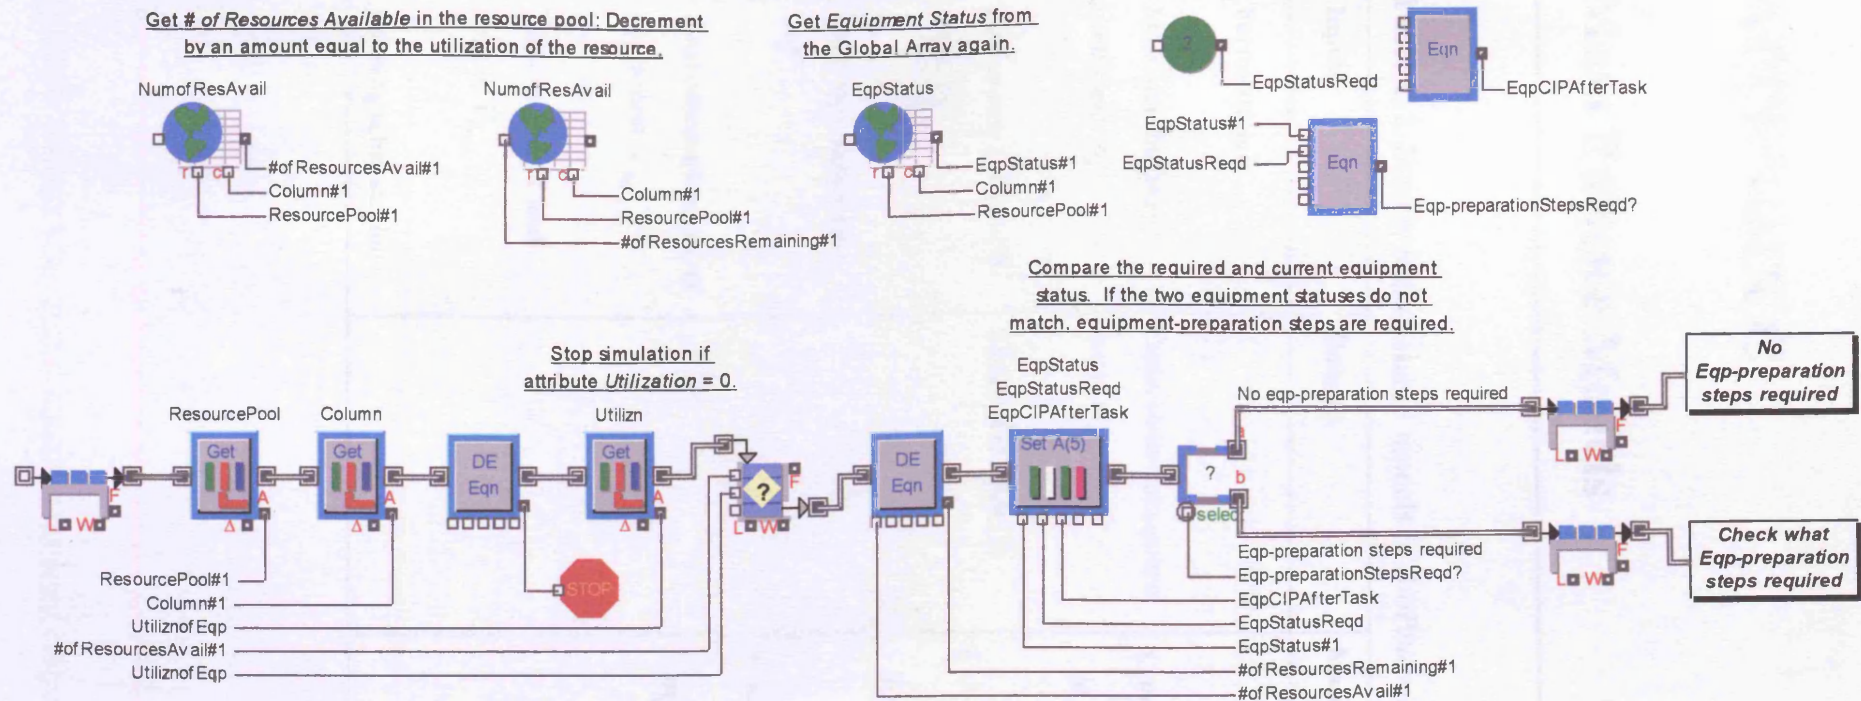 Get # of Resources Available in the resource pool: Decrement
by an amount equal to the utilization of the resource.
NumofResAvail
r c
#ofResourcesAvail#1
Column#1
ResourcePool#1
NumofResAvail
r c
Column#1
ResourcePool#1
#ofResourcesRemaining#1
Get Equipment Status from
the Global Array again.
EqpStatus
r c
EqpStatus#1
Column#1
ResourcePool#1
EqpStatusReqd
Eqn
EqpCIPAfterTask
EqpStatus#1
EqpStatusReqd
Eqn
Eqp-preparationStepsReqd?
Compare the required and current equipment
status. If the two equipment statuses do not
match, equipment-preparation steps are required.
Stop simulation if
attribute Utilization = 0.
L W
F
ResourcePool
Get
A
Δ
Column
Get
A
Δ
DE
Eqn
STOP
Utilizn
Get
A
Δ
?
F
L W
DE
Eqn
EqpStatus
EqpStatusReqd
EqpCIPAfterTask
Set A(5)
?
a
b
select
No eqp-preparation steps required
F
L W
No
Eqp-preparation
steps required
Eqp-preparation steps required
F
L W
Check what
Eqp-preparation
steps required
ResourcePool#1
Column#1
UtiliznofEqp
#ofResourcesAvail#1
UtiliznofEqp
Eqp-preparationStepsReqd?
EqpCIPAfterTask
EqpStatusReqd
EqpStatus#1
#ofResourcesRemaining#1
#ofResourcesAvail#1